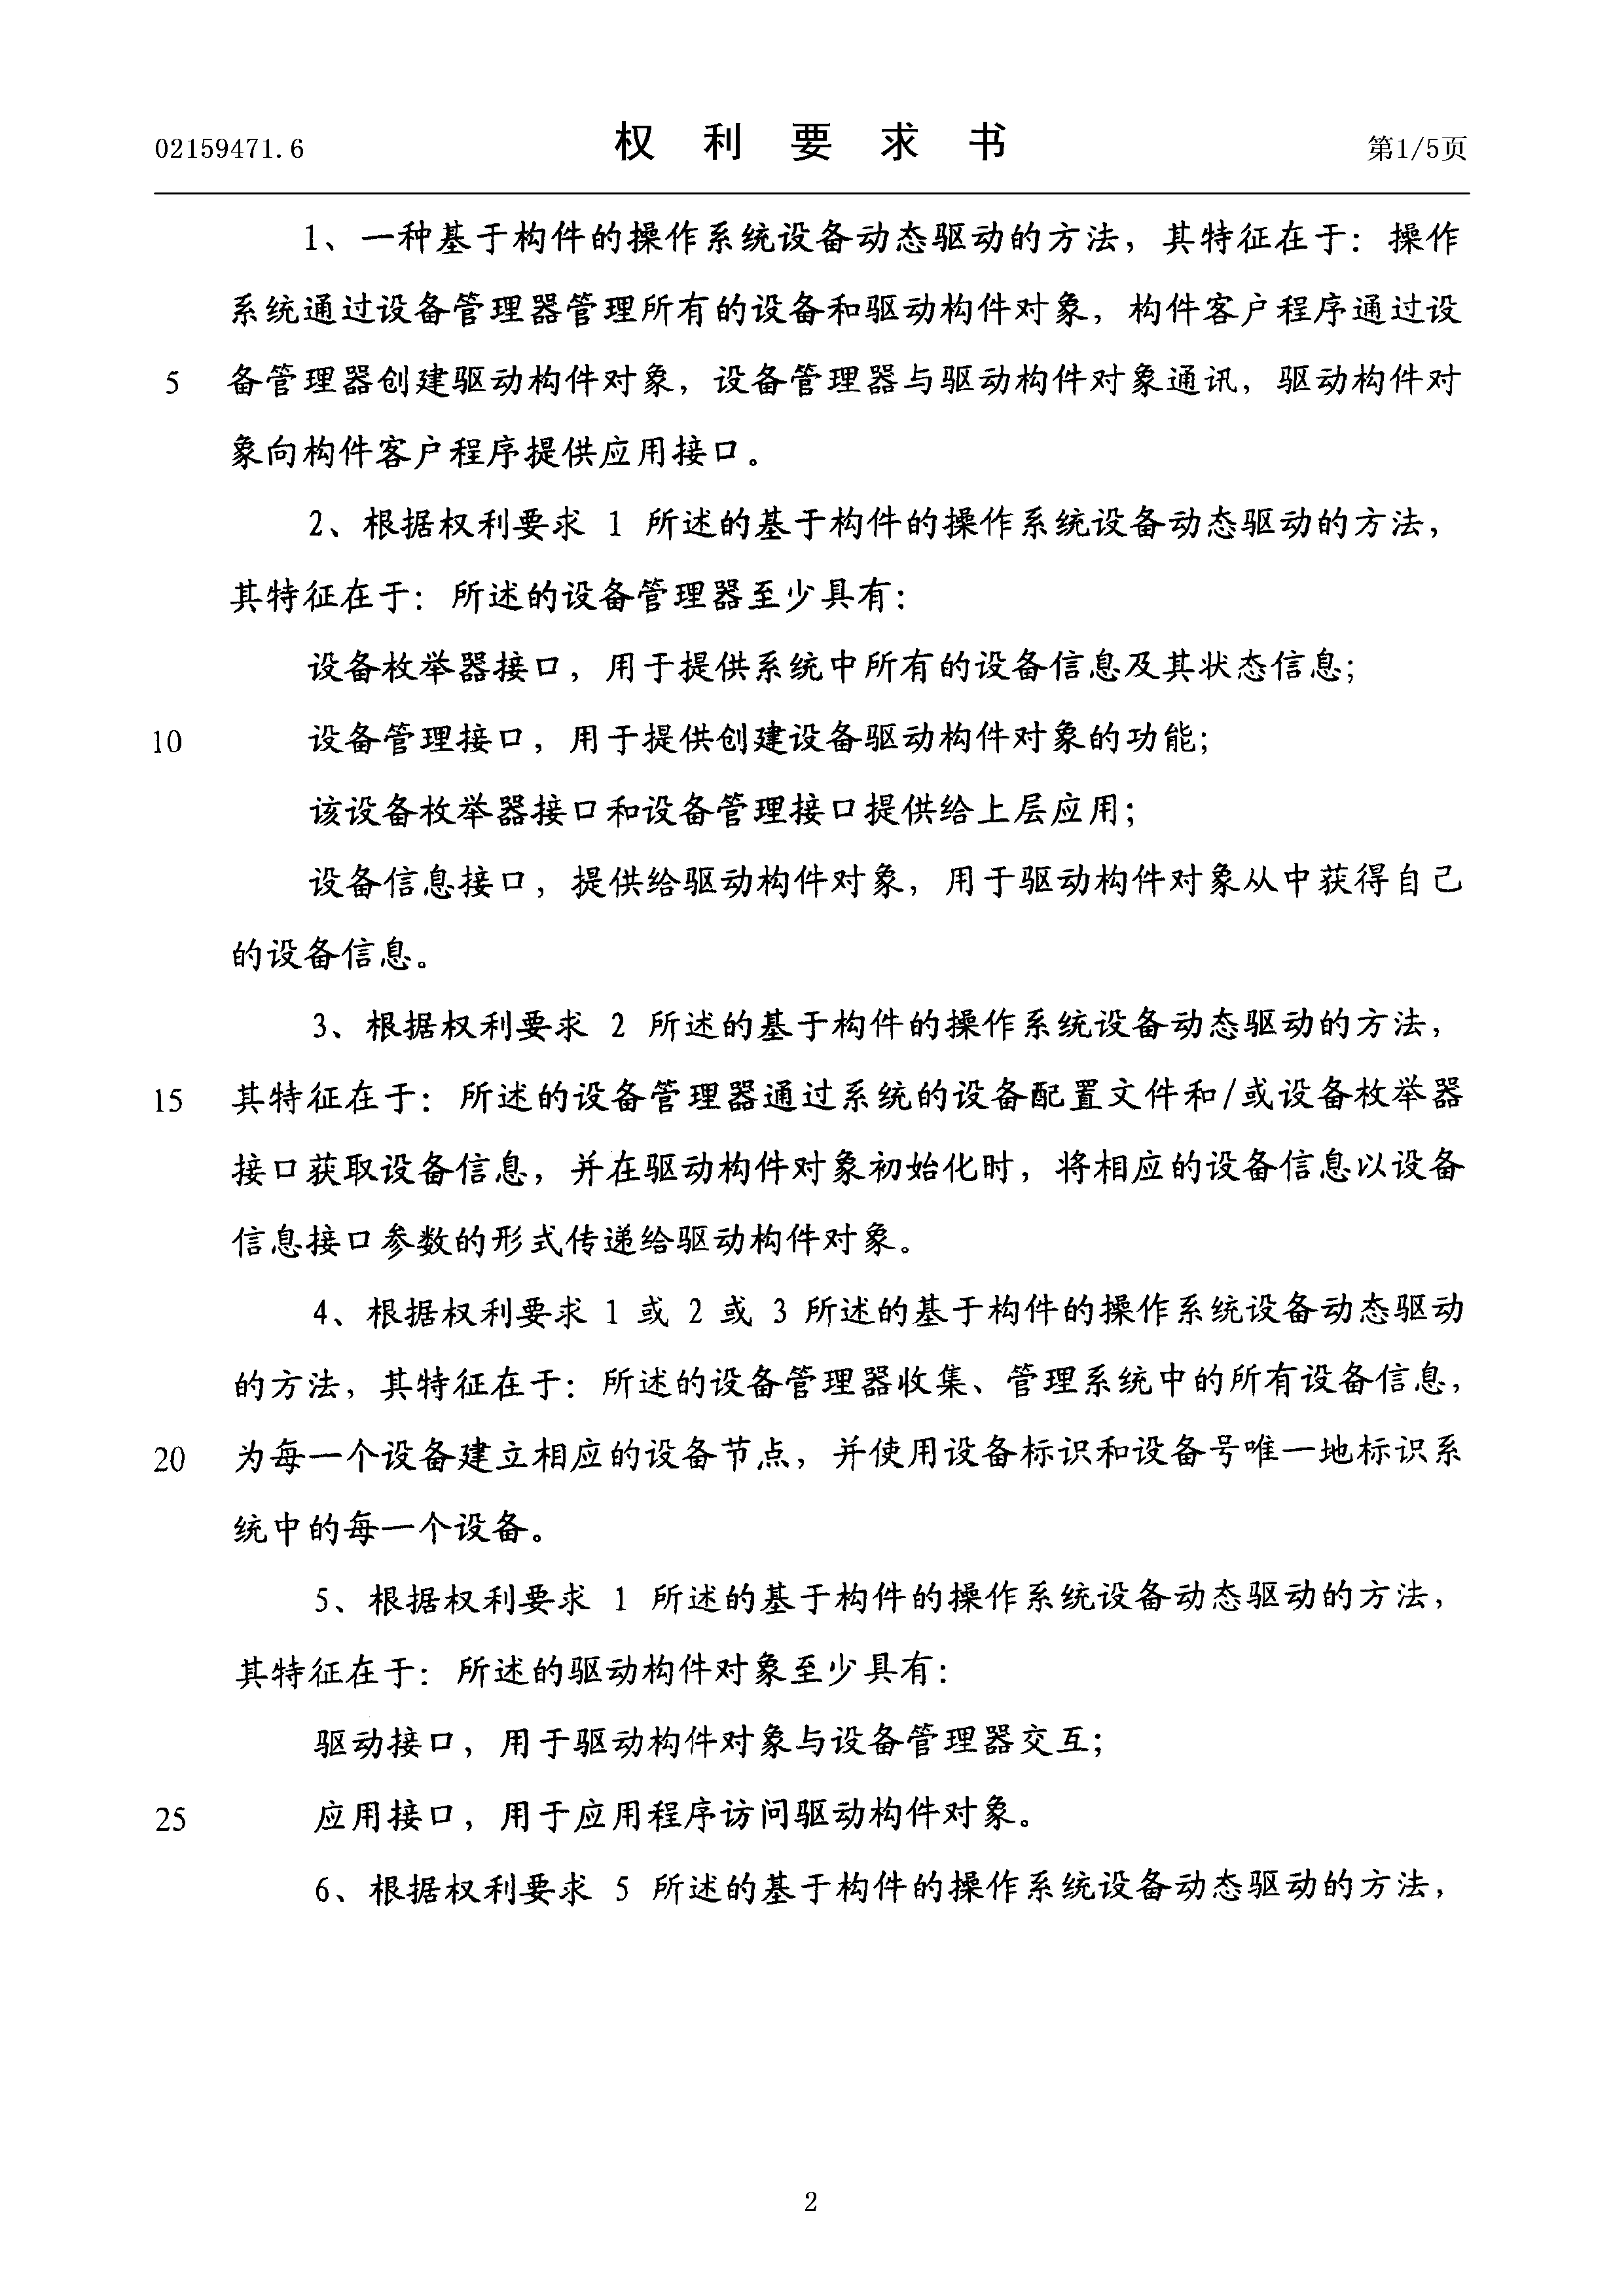 02159471.6
权利要求书
第1/5页
1、一种基于构件的操作系统设备动态驱动的方法，其特征在于：操作
系统通过设备管理器管理所有的设备和驱动构件对象，构件客户程序通过设
5 备管理器创建驱动构件对象，设备管理器与驱动构件对象通讯，驱动构件对
象向构件客户程序提供应用接口。
2、根据权利要求 1 所述的基于构件的操作系统设备动态驱动的方法，
其特征在于：所述的设备管理器至少具有：
设备枚举器接口，用于提供系统中所有的设备信息及其状态信息；
10 设备管理接口，用于提供创建设备驱动构件对象的功能；
该设备枚举器接口和设备管理接口提供给上层应用；
设备信息接口，提供给驱动构件对象，用于驱动构件对象从中获得自己
的设备信息。
3、根据权利要求 2 所述的基于构件的操作系统设备动态驱动的方法，
15 其特征在于：所述的设备管理器通过系统的设备配置文件和/或设备枚举器
接口获取设备信息，并在驱动构件对象初始化时，将相应的设备信息以设备
信息接口参数的形式传递给驱动构件对象。
4、根据权利要求 1 或 2 或 3 所述的基于构件的操作系统设备动态驱动
的方法，其特征在于：所述的设备管理器收集、管理系统中的所有设备信息，
20 为每一个设备建立相应的设备节点，并使用设备标识和设备号唯一地标识系
统中的每一个设备。
5、根据权利要求 1 所述的基于构件的操作系统设备动态驱动的方法，
其特征在于：所述的驱动构件对象至少具有：
驱动接口，用于驱动构件对象与设备管理器交互；
25 应用接口，用于应用程序访问驱动构件对象。
6、根据权利要求 5 所述的基于构件的操作系统设备动态驱动的方法，
2